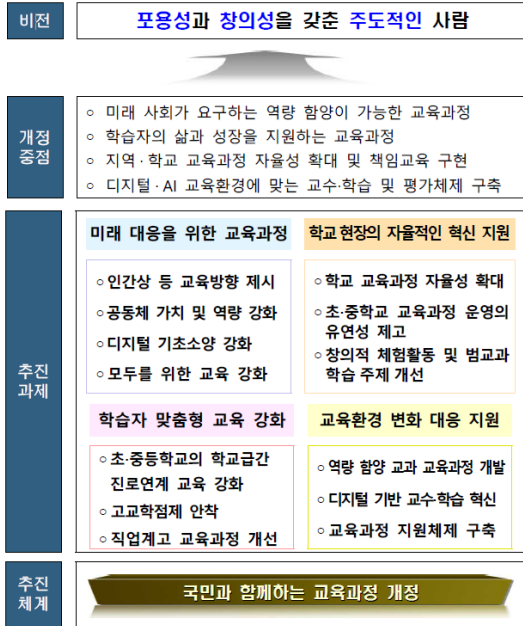 비전
포용성과 창의성을 갖춘 주도적인 사람
개정
중점
○ 미래 사회가 요구하는 역량 함양이 가능한 교육과정
○ 학습자의 삶과 성장을 지원하는 교육과정
○ 지역·학교 교육과정 자율성 확대 및 책임교육 구현
○ 디지털·AI 교육환경에 맞는 교수·학습 및 평가체제 구축
추진
과제
미래 대응을 위한 교육과정
○인간상 등 교육방향 제시
○공동체 가치 및 역량 강화
○디지털 기초소양 강화
○모두를 위한 교육 강화
학교 현장의 자율적인 혁신 지원
○학교 교육과정 자율성 확대
○초·중학교 교육과정 운영의
유연성 제고
○창의적 체험활동 및 범교과
학습 주제 개선
학습자 맞춤형 교육 강화
○초·중등학교의 학교급간
진로연계 교육 강화
○고교학점제 안착
○직업계고 교육과정 개선
교육환경 변화 대응 지원
○역량 함양 교과 교육과정 개발
○디지털 기반 교수·학습 혁신
○교육과정 지원체제 구축
추진
체계
국민과 함께하는 교육과정 개정